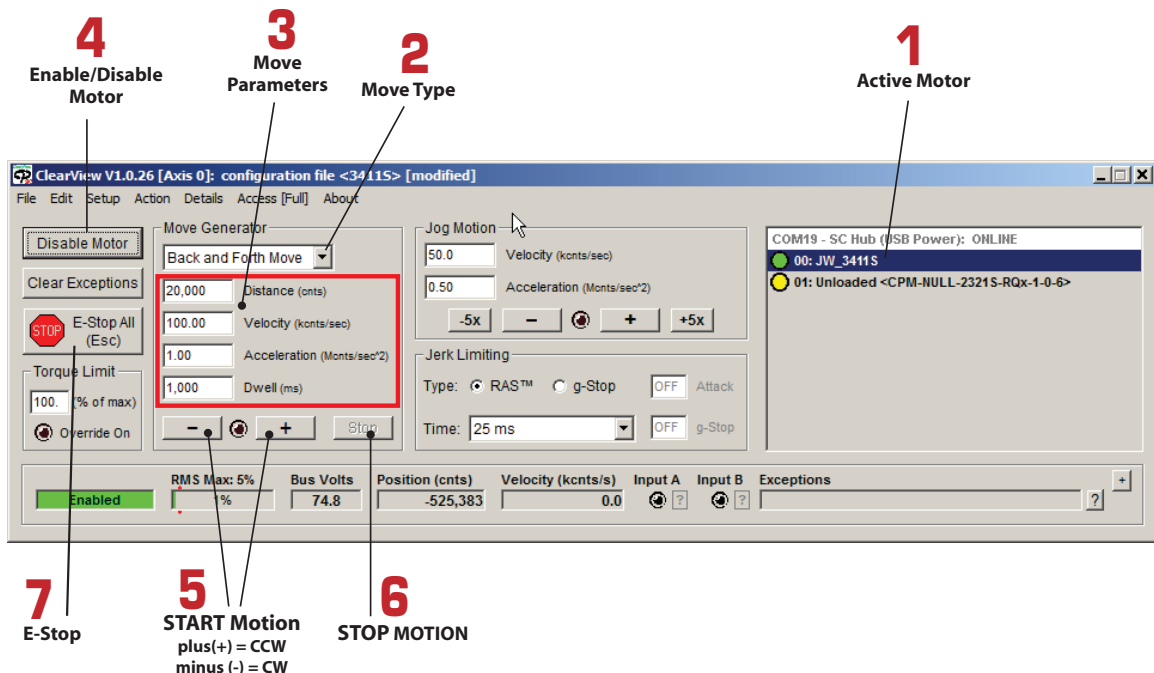 4
Enable/Disable
Motor
3
Move
Parameters
2
Move Type
1
Active Motor
ClearView V1.0.26 [Axis 0]: configuration file <3411S> [modified]
File Edit Setup Action Details Access [Full] About
Disable Motor
Clear Exceptions
STOP
E-Stop All
(Esc)
Torque Limit
100. (% of max)
Override On
Move Generator
Back and Forth Move
20,000 Distance (cnts)
100.00 Velocity (kcnts/sec)
1.00 Acceleration (Mcnts/sec^2)
1,000 Dwell (ms)
- + Stop
Jog Motion
50.0 Velocity (kcnts/sec)
0.50 Acceleration (Mcnts/sec^2)
-5x - + +5x
Jerk Limiting
Type: RAS™ g-Stop OFF Attack
Time: 25 ms OFF g-Stop
COM19 - SC Hub (USB Power): ONLINE
00: JW_3411S
01: Unloaded <CPM-NULL-2321S-RQx-1-0-6>
RMS Max: 5% Bus Volts Position (cnts) Velocity (kcnts/s) Input A Input B Exceptions +
Enabled 1% 74.8 -525,383 0.0 ? ? ?
7
E-Stop
5
START Motion
plus(+) = CCW
minus (-) = CW
6
STOP MOTION